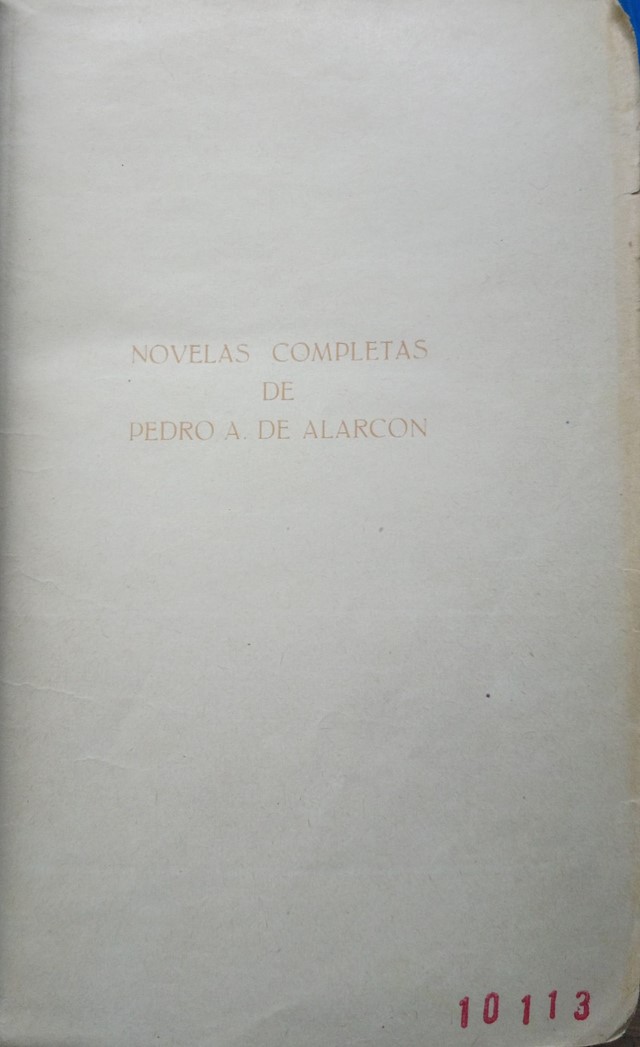 NOVELAS COMPLETAS
DE
PEDRO A. DE ALARCON
10113